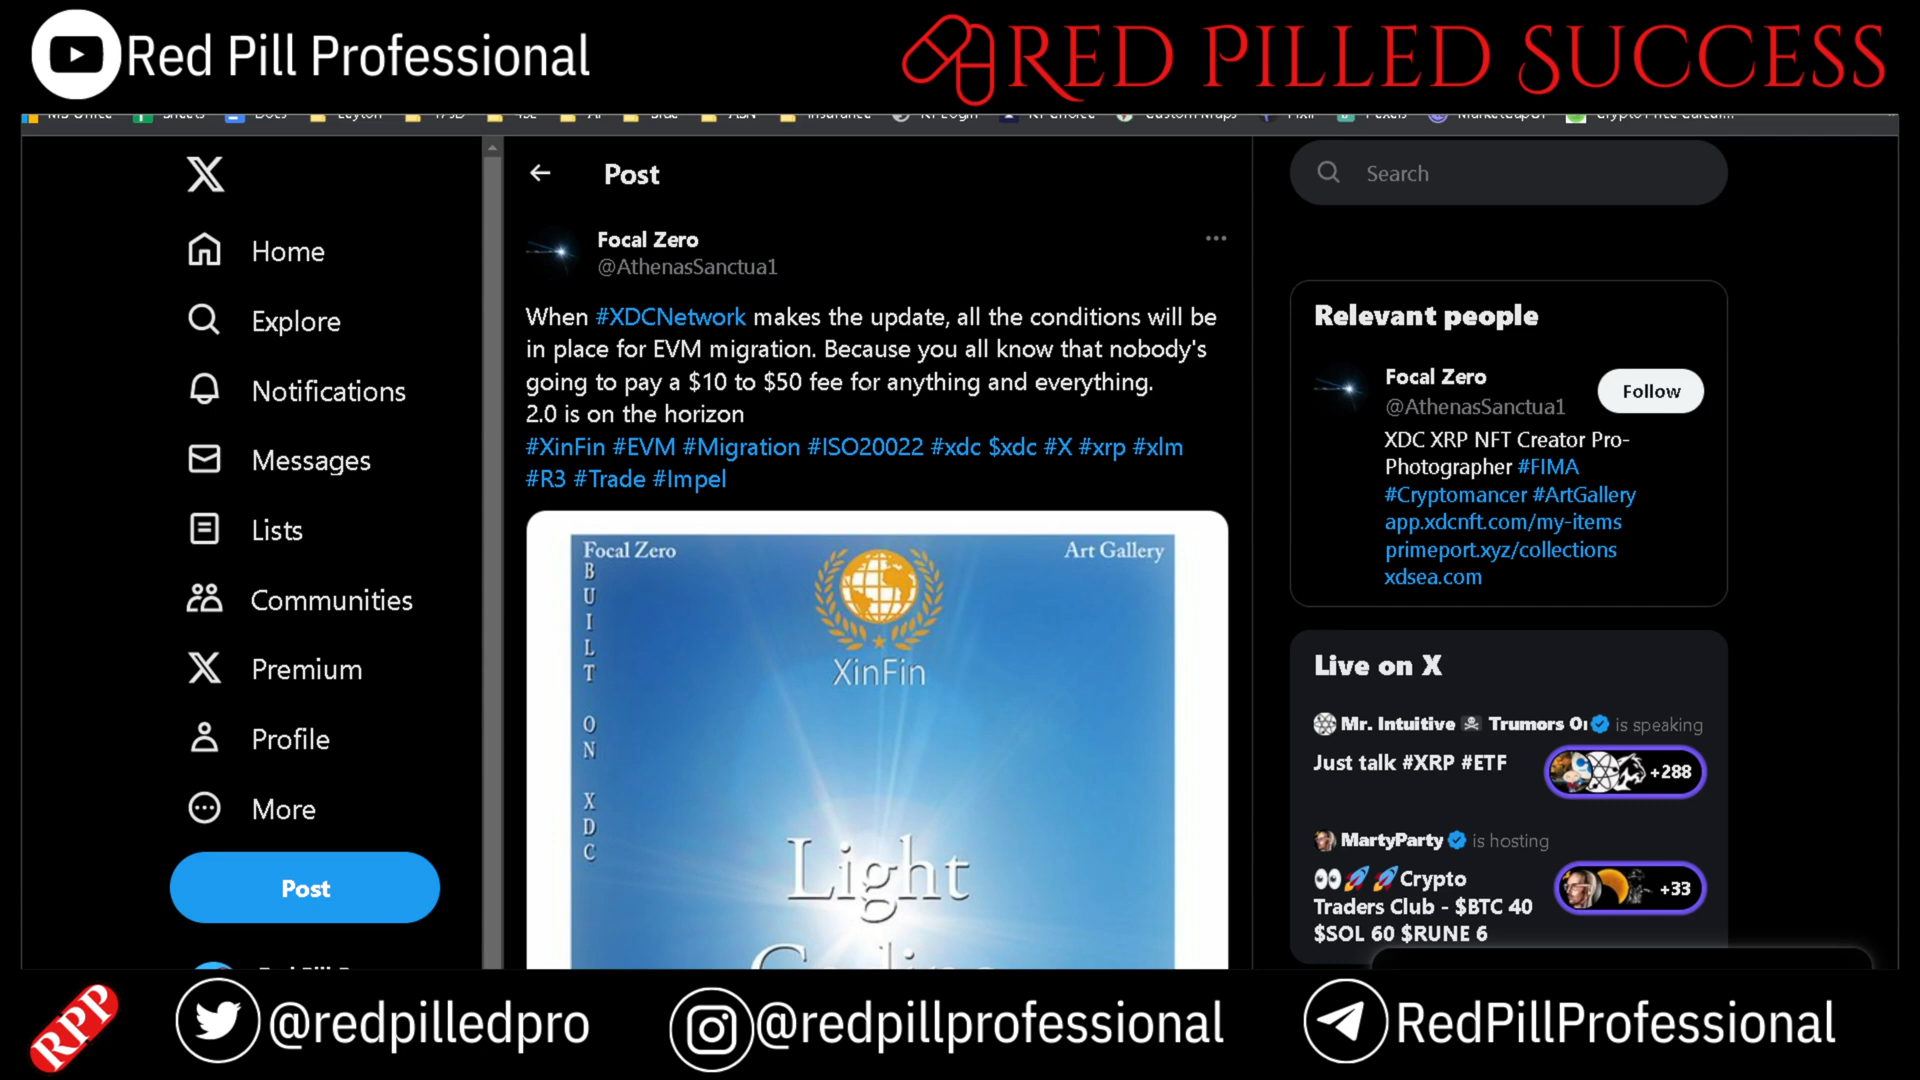 Red Pill Professional
RED PILLED SUCCESS
Post
Search
Home
Explore
Notifications
Messages
Lists
Communities
Premium
Profile
More
Post
Focal Zero
@AthenasSanctua1
When #XDCNetwork makes the update, all the conditions will be
in place for EVM migration. Because you all know that nobody's
going to pay a $10 to $50 fee for anything and everything.
2.0 is on the horizon
#XinFin #EVM #Migration #ISO20022 #xdc $xdc #X #xrp #xlm
#R3 #Trade #Impel
Focal Zero
Art Gallery
BUILT ON XDC
XinFin
Light
Relevant people
Focal Zero
@AthenasSanctua1
Follow
XDC XRP NFT Creator Pro-
Photographer #FIMA
#Cryptomancer #ArtGallery
app.xdcnft.com/my-items
primeport.xyz/collections
xdsea.com
Live on X
Mr. Intuitive ☠ Trumors is speaking
Just talk #XRP #ETF
+288
MartyParty is hosting
👀🚀 🚀Crypto
Traders Club - $BTC 40
$SOL 60 $RUNE 6
+33
RPP
@redpilledpro
@redpillprofessional
RedPillProfessional